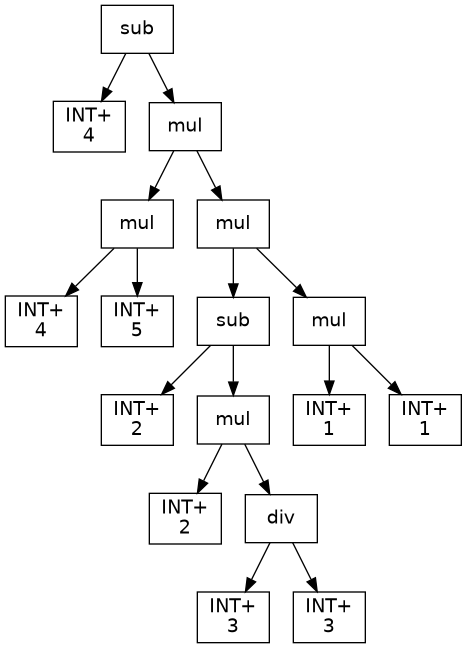 sub
INT+
4
mul
mul
mul
INT+
4
INT+
5
sub
mul
INT+
2
mul
INT+
1
INT+
1
INT+
2
div
INT+
3
INT+
3